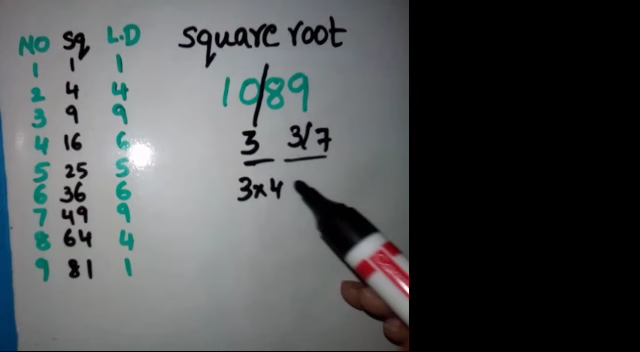 square root
NO Sq L.D
1 1 1
2 4 4
3 9 9
4 16 6
5 25 5
6 36 6
7 49 9
8 64 4
9 81 1
10/89
3 3/7
3x4